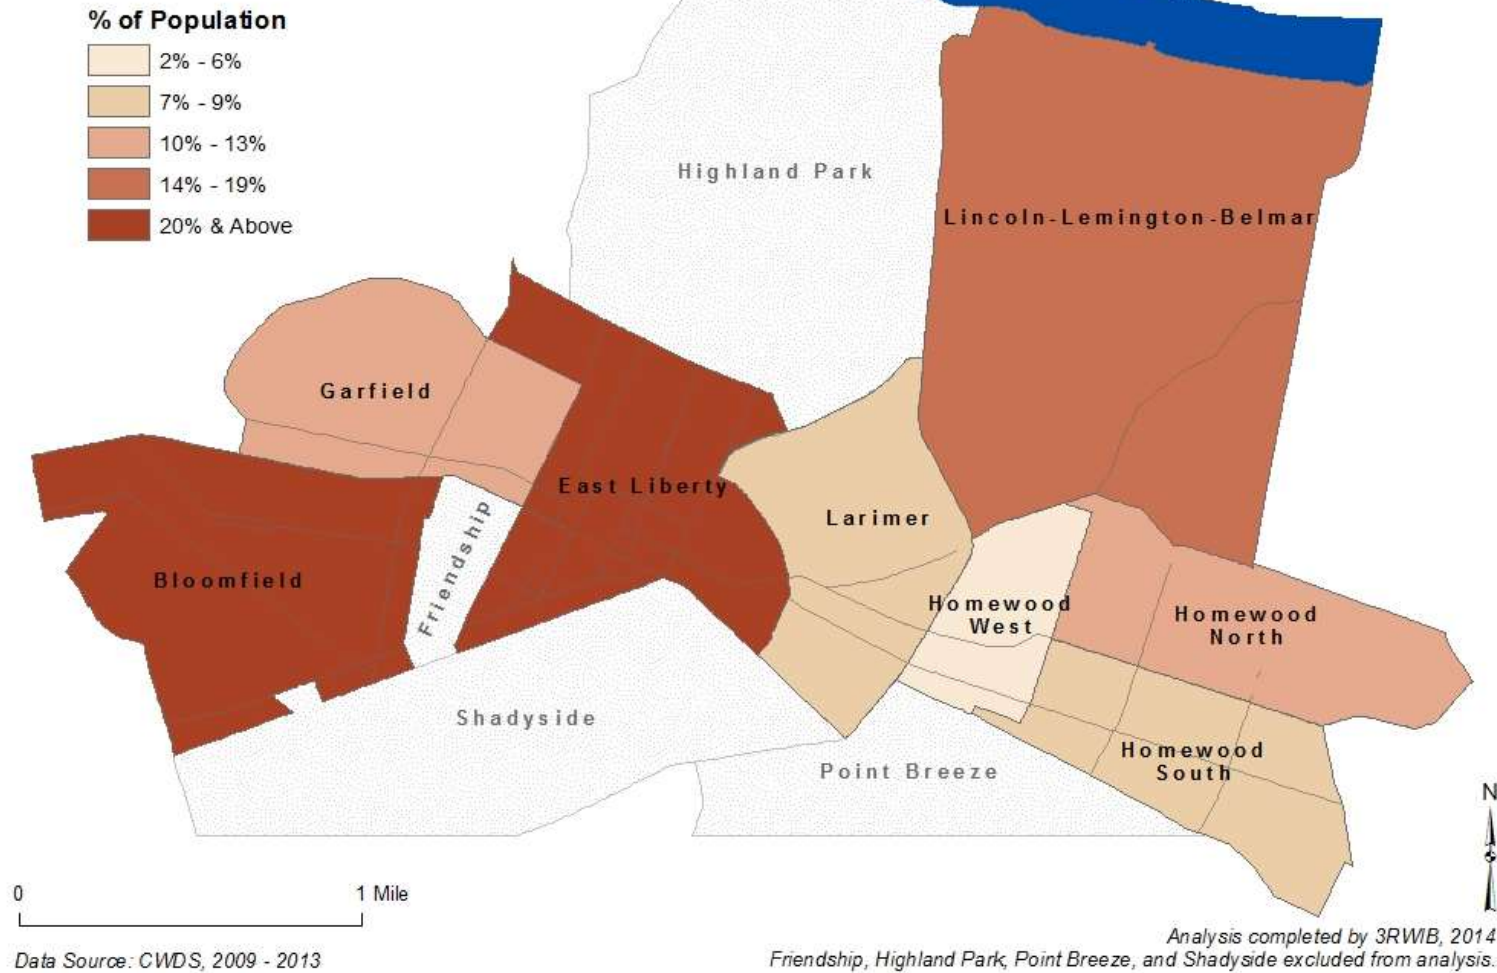 % of Population
2% - 6%
7% - 9%
10% - 13%
14% - 19%
20% & Above
Highland Park
Lincoln-Lemington-Belmar
Garfield
East Liberty
Larimer
Friendship
Bloomfield
Homewood
West
Homewood
North
Shadyside
Homewood
South
Point Breeze
N
0 1 Mile
Analysis completed by 3RWIB, 2014
Data Source: CWDS, 2009 - 2013
Friendship, Highland Park, Point Breeze, and Shadyside excluded from analysis.